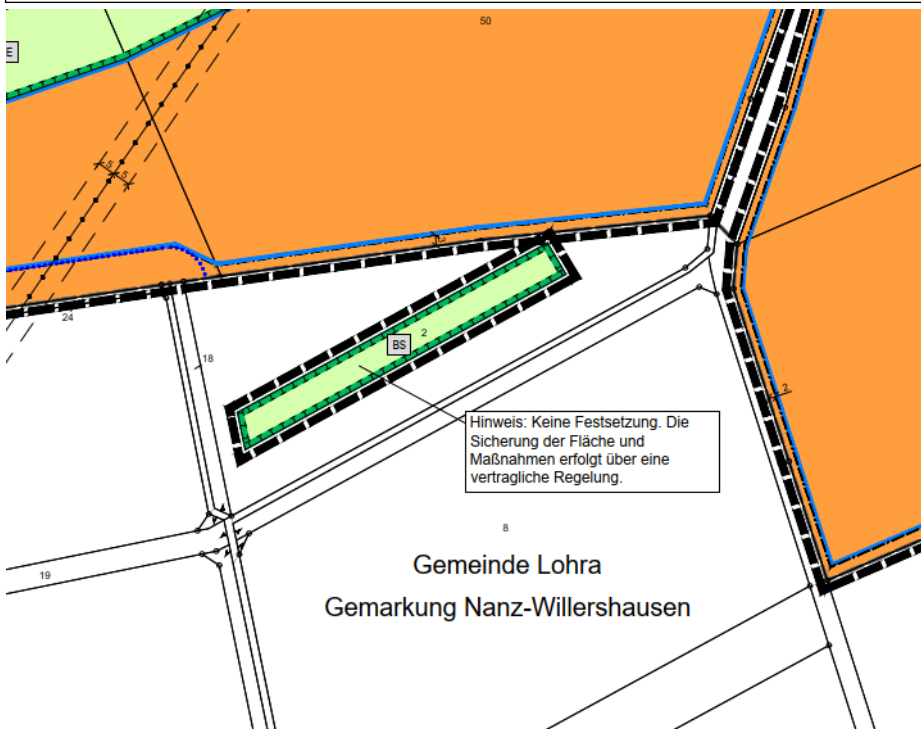 50
E
5
5
3
24
18
2
BS
2
Hinweis: Keine Festsetzung. Die
Sicherung der Fläche und
Maßnahmen erfolgt über eine
vertragliche Regelung.
8
19
Gemeinde Lohra
Gemarkung Nanz-Willershausen